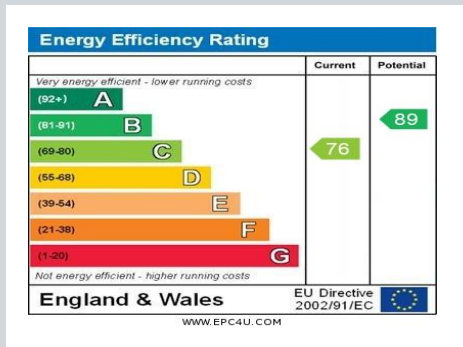 Energy Efficiency Rating
Current Potential
Very energy efficient - lower running costs
(92+) A
(81-91) B
89
(69-80) C
76
(55-68) D
(39-54) E
(21-38) F
(1-20) G
Not energy efficient - higher running costs
England & Wales
EU Directive
2002/91/EC
WWW.EPC4U.COM